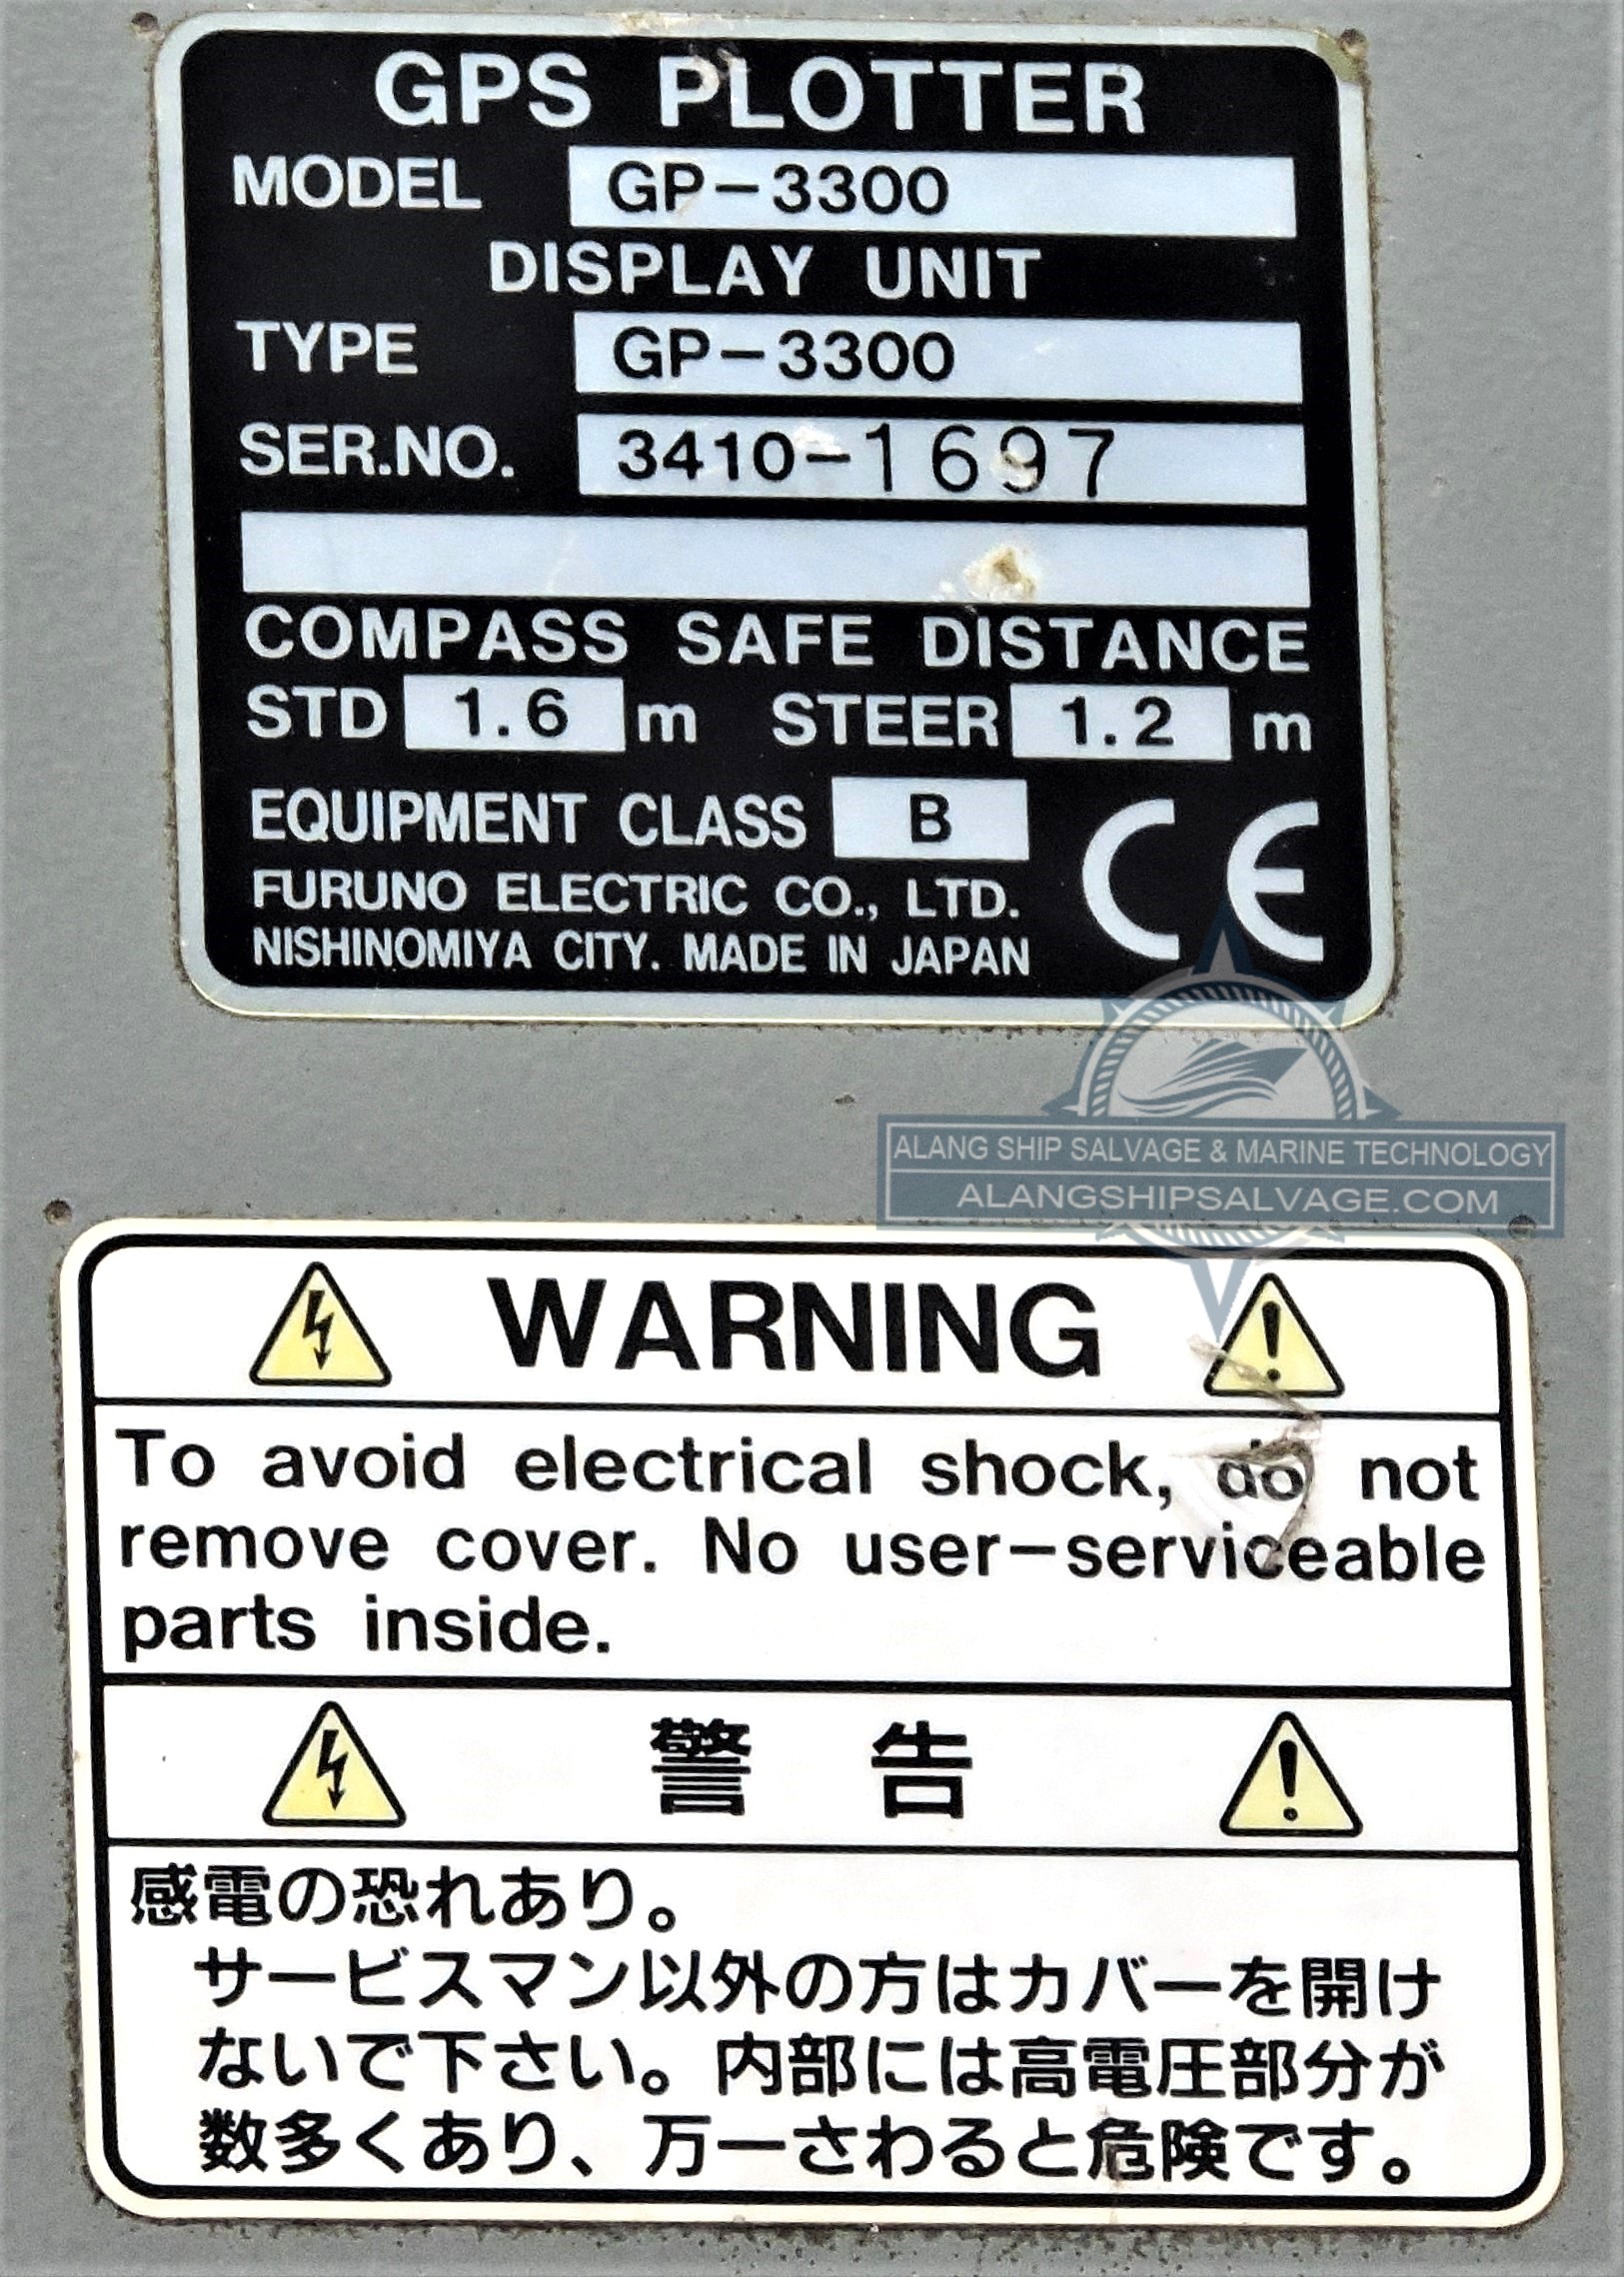 GPS PLOTTER
MODEL GP-3300
DISPLAY UNIT
TYPE GP-3300
SER.NO. 3410-1697
COMPASS SAFE DISTANCE
STD 1.6 m STEER 1.2 m
EQUIPMENT CLASS B
FURUNO ELECTRIC CO., LTD.
NISHINOMIYA CITY. MADE IN JAPAN
CE
ALANG SHIP SALVAGE & MARINE TECHNOLOGY
ALANGSHIPSALVAGE.COM
WARNING
To avoid electrical shock, do not
remove cover. No user-serviceable
parts inside.
警告
感電の恐れあり。
サービスマン以外の方はカバーを開け
ないで下さい。内部には高電圧部分が
数多くあり、万一さわると危険です。